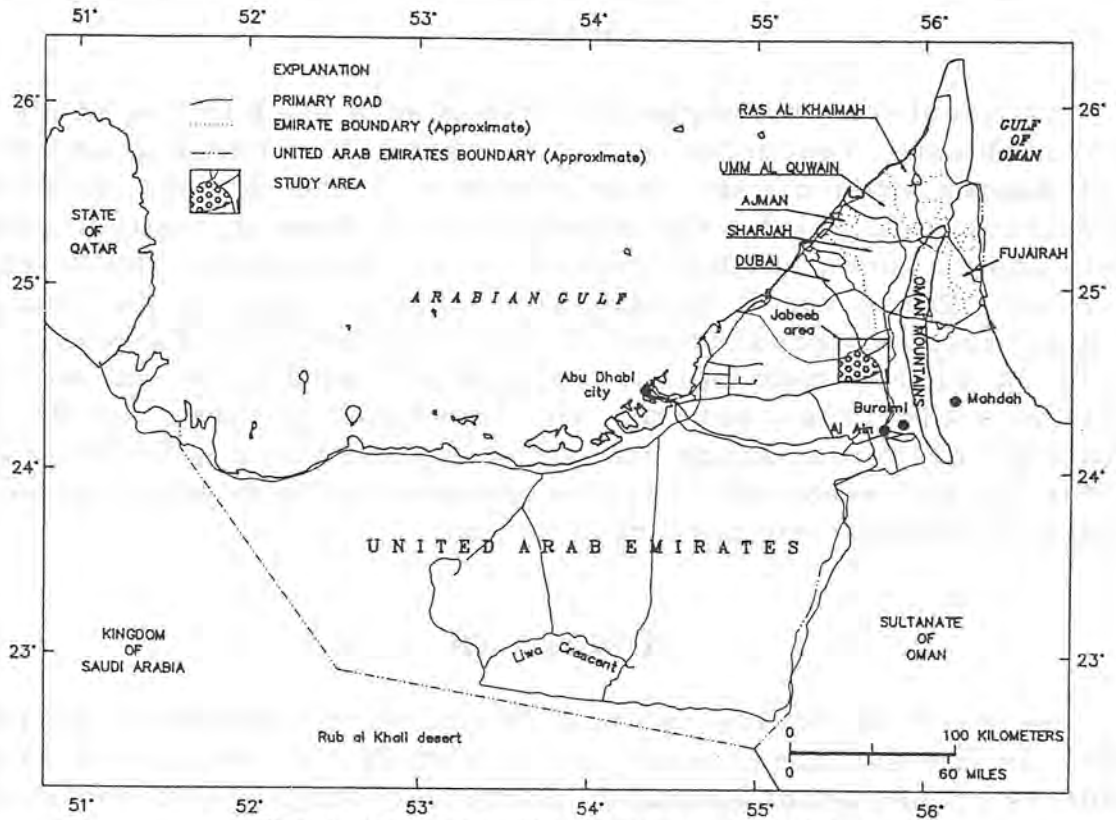 51° 52° 53° 54° 55° 56°
EXPLANATION
PRIMARY ROAD
EMIRATE BOUNDARY (Approximate)
UNITED ARAB EMIRATES BOUNDARY (Approximate)
STUDY AREA
26°
26°
RAS AL KHAIMAH
GULF
OF
OMAN
UMM AL QUWAIN
AJMAN
SHARJAH
DUBAI
FUJAIRAH
STATE
OF
QATAR
25°
25°
ARABIAN GULF
Jabeeb
area
OMAN MOUNTAINS
Abu Dhabi
city
Mahdah
Buraimi
Al Ain
24°
24°
UNITED ARAB EMIRATES
KINGDOM
OF
SAUDI ARABIA
SULTANATE
OF
OMAN
23°
23°
Liwa Crescent
Rub al Khali desert
0 100 KILOMETERS
0 60 MILES
51° 52° 53° 54° 55° 56°